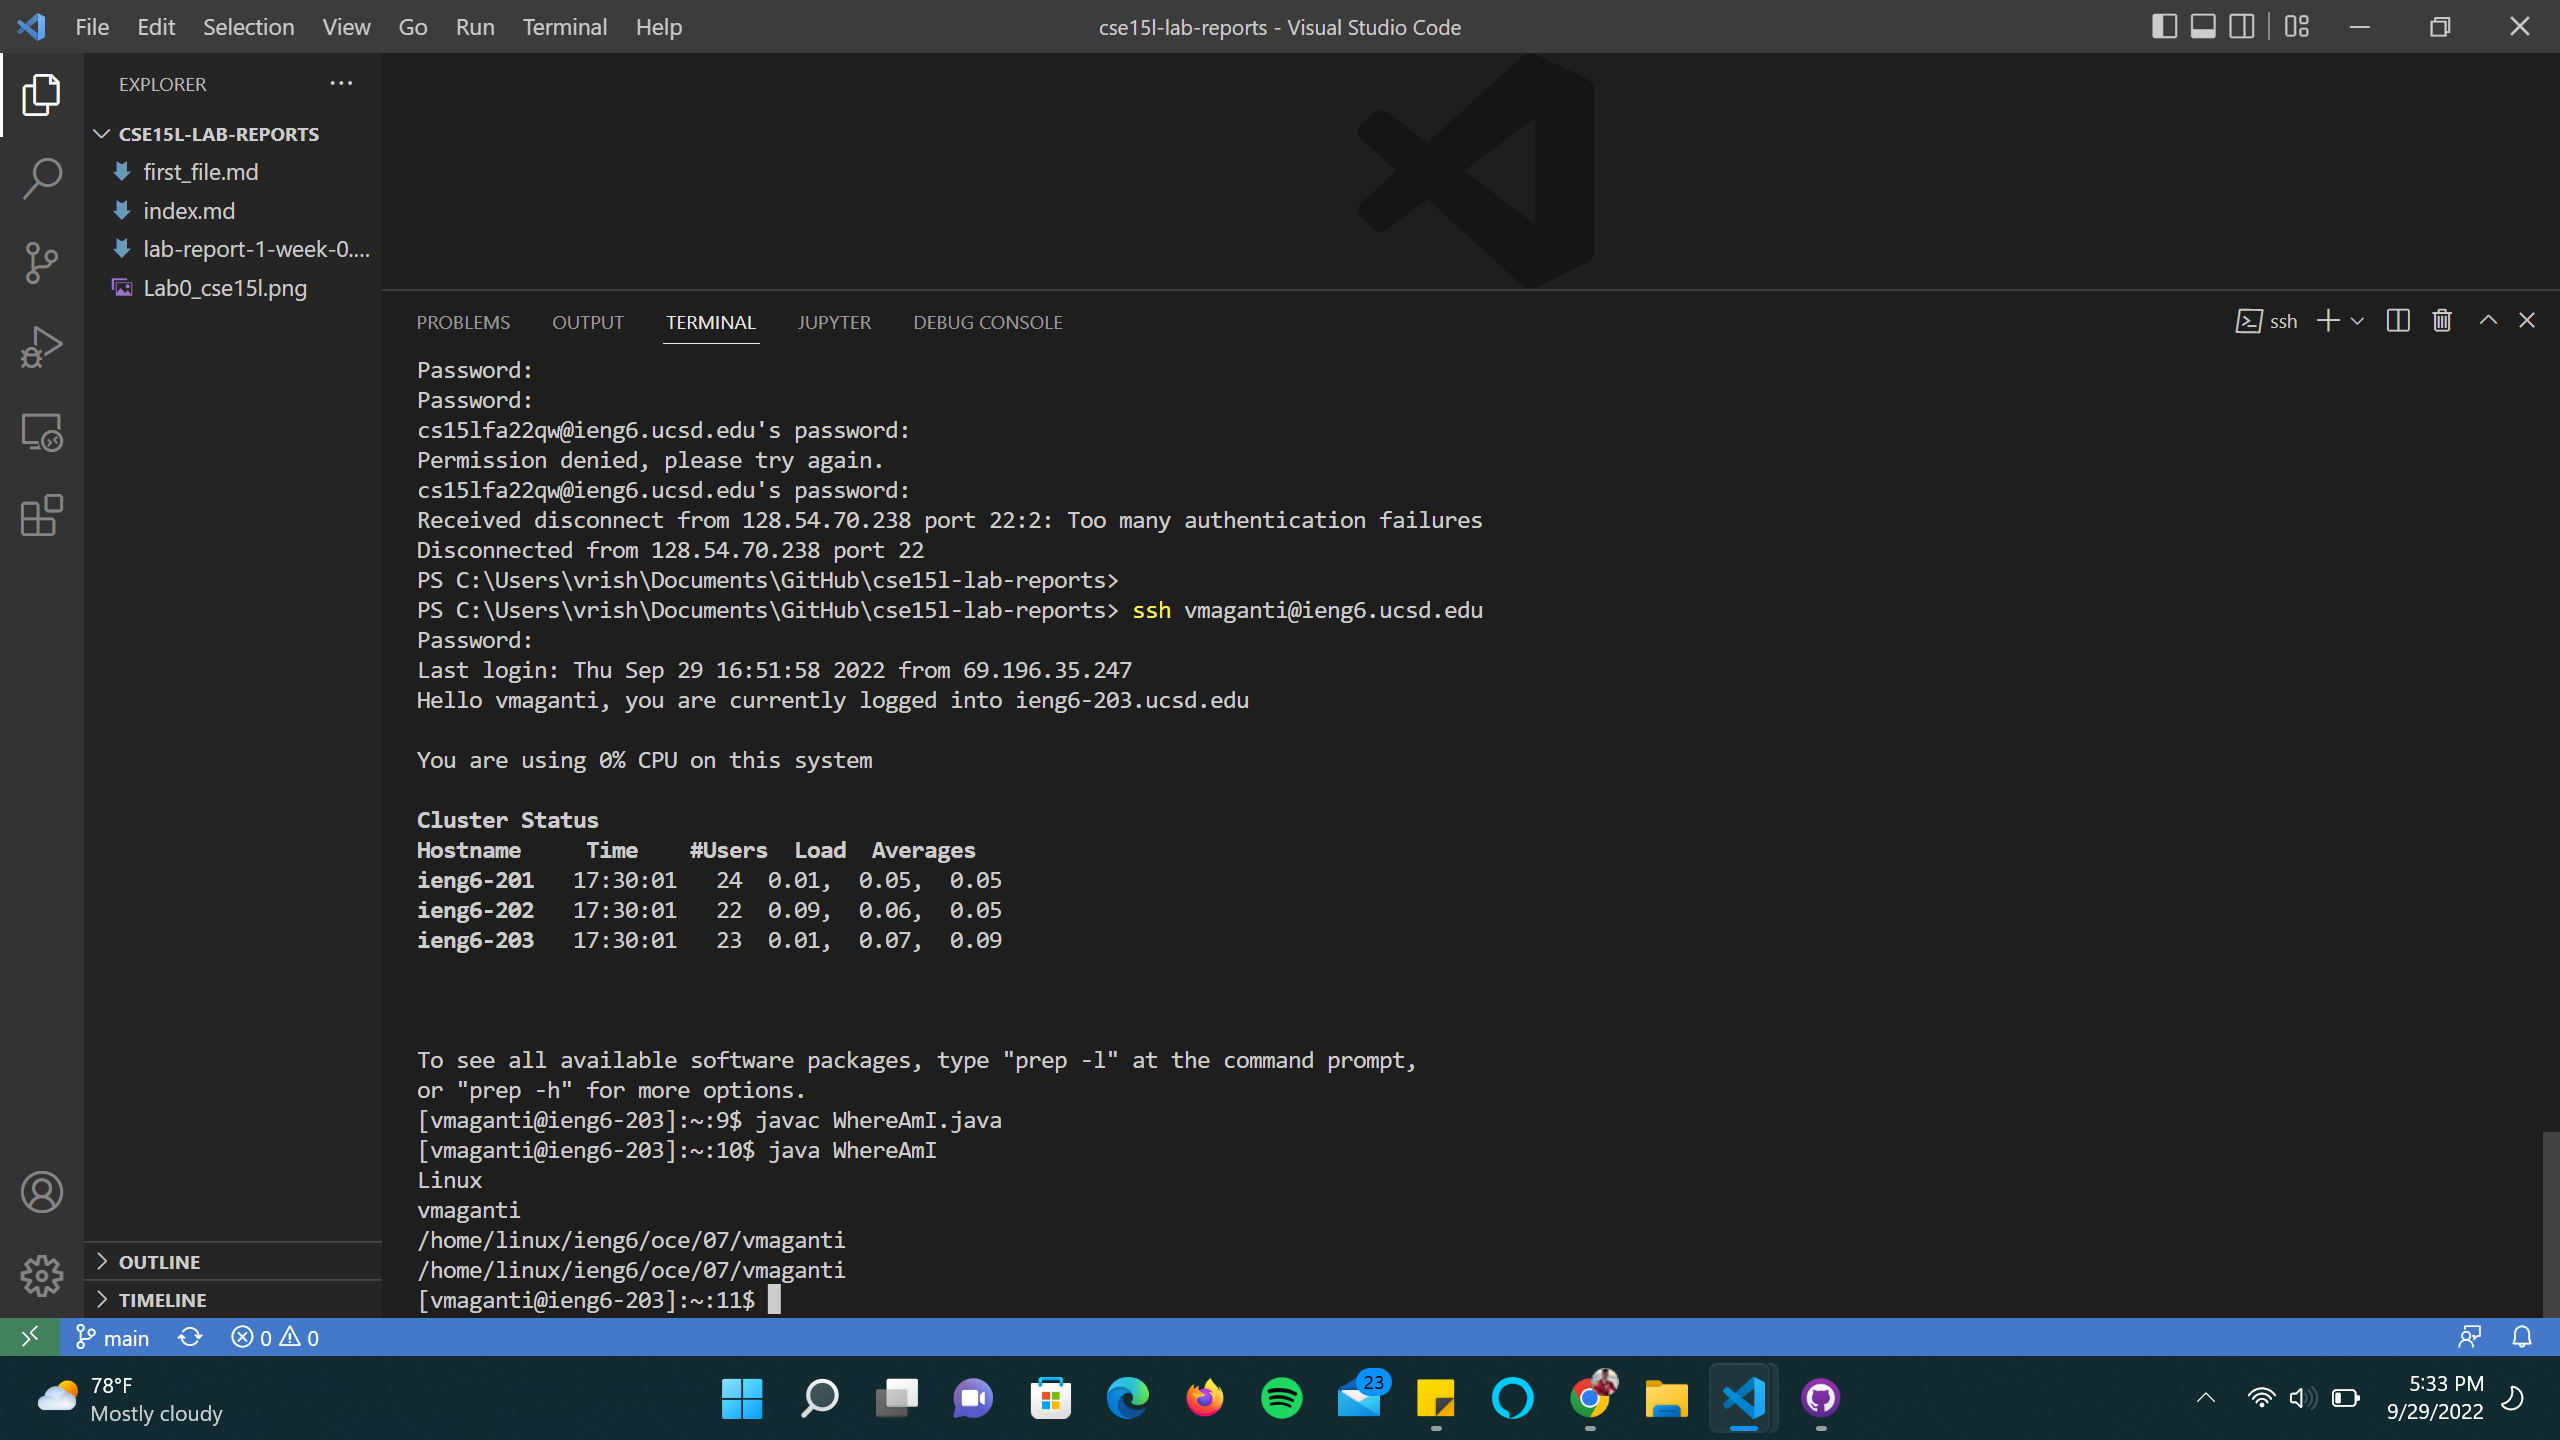 File Edit Selection View Go Run Terminal Help
cse15l-lab-reports - Visual Studio Code
EXPLORER
CSE15L-LAB-REPORTS
first_file.md
index.md
lab-report-1-week-0....
Lab0_cse15l.png
OUTLINE
TIMELINE
PROBLEMS OUTPUT TERMINAL JUPYTER DEBUG CONSOLE
ssh
Password:
Password:
cs15lfa22qw@ieng6.ucsd.edu's password:
Permission denied, please try again.
cs15lfa22qw@ieng6.ucsd.edu's password:
Received disconnect from 128.54.70.238 port 22:2: Too many authentication failures
Disconnected from 128.54.70.238 port 22
PS C:\Users\vrish\Documents\GitHub\cse15l-lab-reports>
PS C:\Users\vrish\Documents\GitHub\cse15l-lab-reports> ssh vmaganti@ieng6.ucsd.edu
Password:
Last login: Thu Sep 29 16:51:58 2022 from 69.196.35.247
Hello vmaganti, you are currently logged into ieng6-203.ucsd.edu
You are using 0% CPU on this system
Cluster Status
Hostname Time #Users Load Averages
ieng6-201 17:30:01 24 0.01, 0.05, 0.05
ieng6-202 17:30:01 22 0.09, 0.06, 0.05
ieng6-203 17:30:01 23 0.01, 0.07, 0.09
To see all available software packages, type "prep -l" at the command prompt,
or "prep -h" for more options.
[vmaganti@ieng6-203]:~:9$ javac WhereAmI.java
[vmaganti@ieng6-203]:~:10$ java WhereAmI
Linux
vmaganti
/home/linux/ieng6/oce/07/vmaganti
/home/linux/ieng6/oce/07/vmaganti
[vmaganti@ieng6-203]:~:11$
main 0 0
78°F
Mostly cloudy
23
5:33 PM
9/29/2022